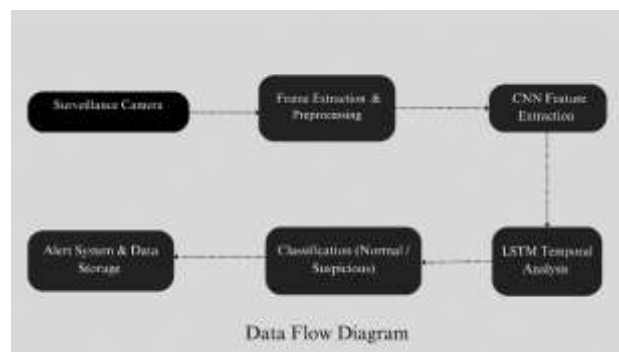 Surveillance Camera
Frame Extraction &
Preprocessing
CNN Feature
Extraction
Alert System & Data
Storage
Classification (Normal /
Suspicious)
LSTM Temporal
Analysis
Data Flow Diagram